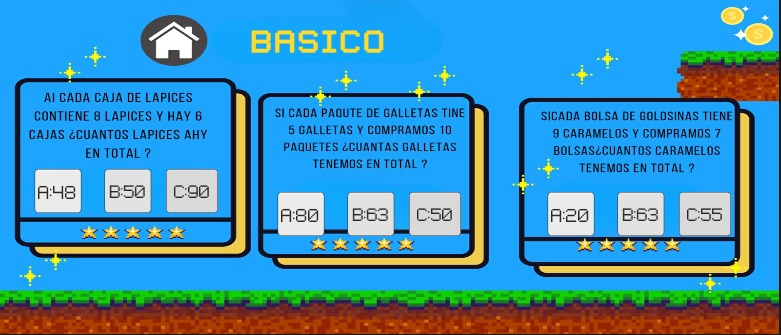 BASICO
AI CADA CAJA DE LAPICES
CONTIENE 8 LAPICES Y HAY 6
CAJAS ¿CUANTOS LAPICES AHY
EN TOTAL ?
A:48 B:50 C:90
SI CADA PAQUTE DE GALLETAS TINE
5 GALLETAS Y COMPRAMOS 10
PAQUETES ¿CUANTAS GALLETAS
TENEMOS EN TOTAL ?
A:80 B:63 C:50
SICADA BOLSA DE GOLOSINAS TIENE
9 CARAMELOS Y COMPRAMOS 7
BOLSAS¿CUANTOS CARAMELOS
TENEMOS EN TOTAL ?
A:20 B:63 C:55